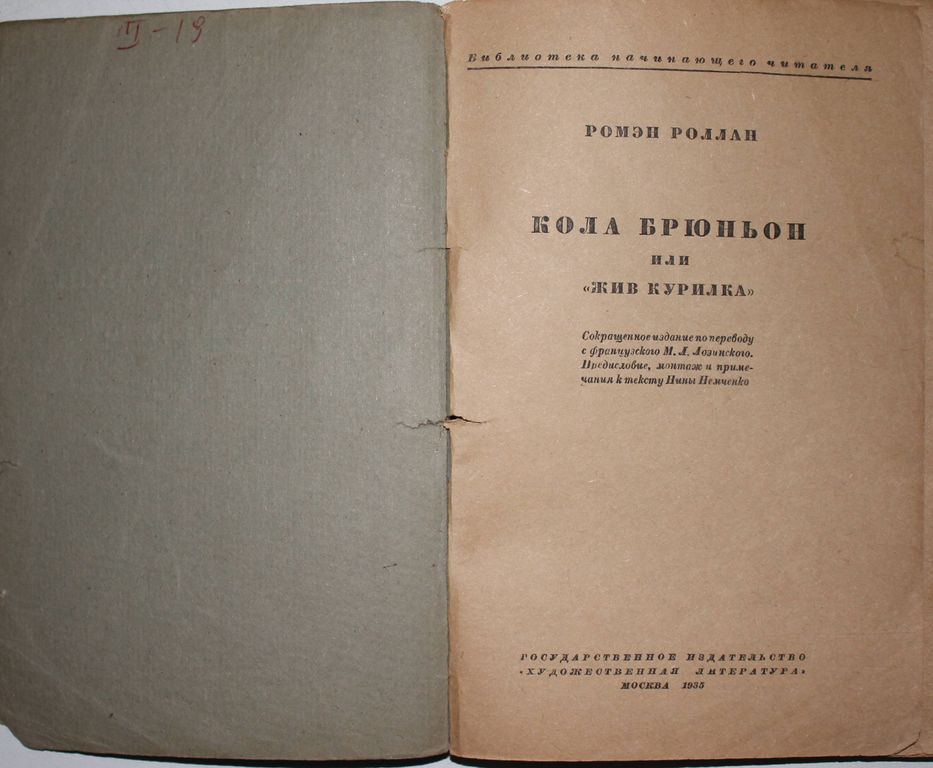 III-19
Библиотека начинающего читателя
РОМЭН РОЛЛАН
КОЛА БРЮНЬОН
ИЛИ
«ЖИВ КУРИЛКА»
Сокращенное издание по переводу
с французского М. Л. Лозинского.
Предисловие, монтаж и приме-
чания к тексту Нины Немченко
ГОСУДАРСТВЕННОЕ ИЗДАТЕЛЬСТВО
«ХУДОЖЕСТВЕННАЯ ЛИТЕРАТУРА»
МОСКВА 1935